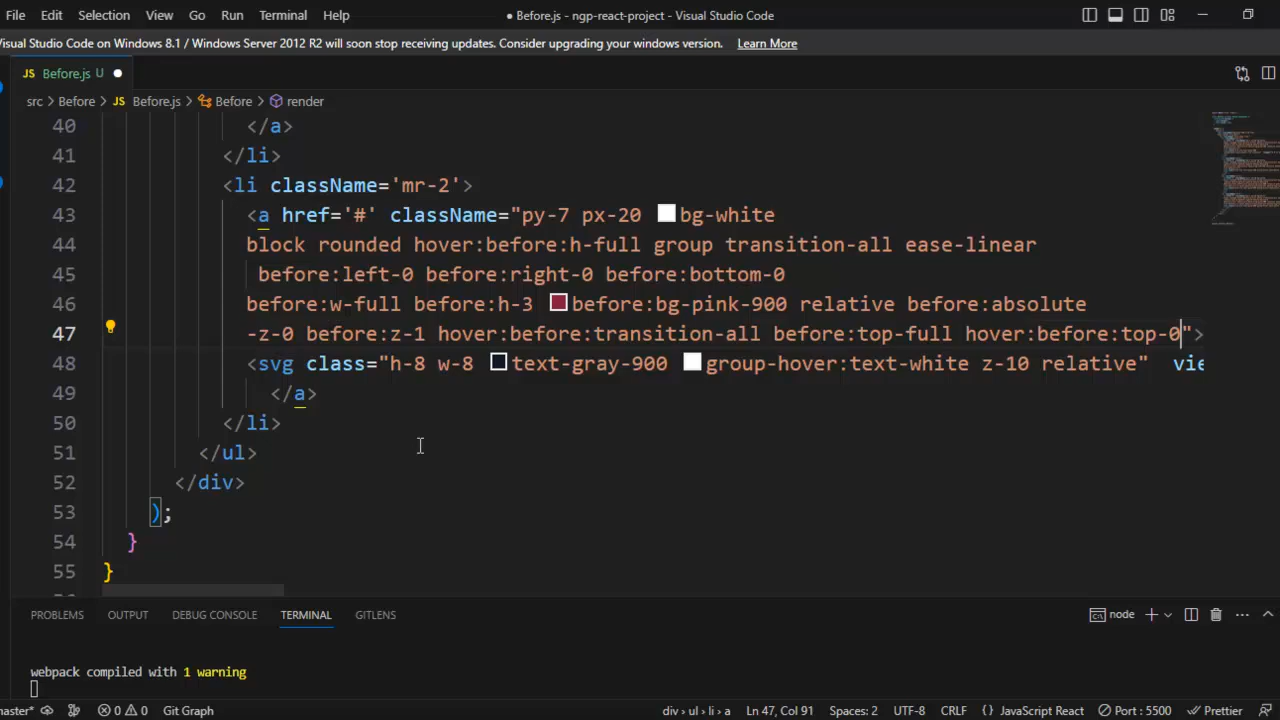 File Edit Selection View Go Run Terminal Help ● Before.js - ngp-react-project - Visual Studio Code
Visual Studio Code on Windows 8.1 / Windows Server 2012 R2 will soon stop receiving updates. Consider upgrading your windows version. Learn More
JS Before.js U
src > Before > JS Before.js > Before > render
40 </a>
41 </li>
42 <li className='mr-2'>
43 <a href='#' className="py-7 px-20 bg-white
44 block rounded hover:before:h-full group transition-all ease-linear
45 before:left-0 before:right-0 before:bottom-0
46 before:w-full before:h-3 before:bg-pink-900 relative before:absolute
47 -z-0 before:z-1 hover:before:transition-all before:top-full hover:before:top-0">
48 <svg class="h-8 w-8 text-gray-900 group-hover:text-white z-10 relative" vie
49 </a>
50 </li>
51 </ul>
52 </div>
53 );
54 }
55 }
PROBLEMS OUTPUT DEBUG CONSOLE TERMINAL GITLENS node
webpack compiled with 1 warning
master* 0 0 Git Graph div › ul › li › a Ln 47, Col 91 Spaces: 2 UTF-8 CRLF {} JavaScript React Port : 5500 Prettier